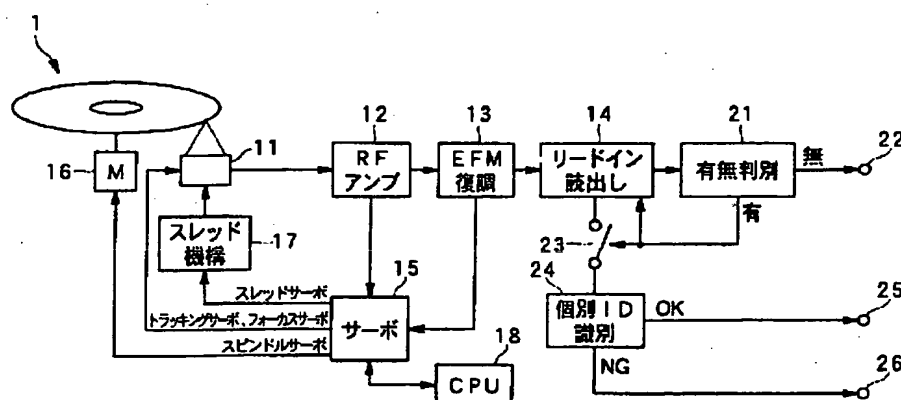 1
12
13
14
21
22
RF
アンプ
EFM
復調
リードイン
読出し
有無判別
無
有
16
M
11
スレッド
機構
17
23
24
15
スレッドサーボ
トラッキングサーボ、フォーカスサーボ
スピンドルサーボ
サーボ
個別ID
識別
OK
25
18
NG
26
CPU